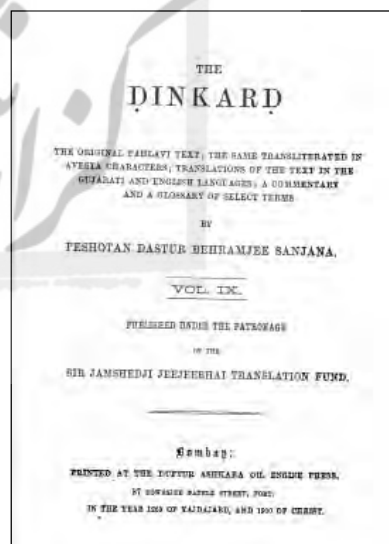 THE
DINKARD
THE ORIGINAL PAHLAVI TEXT; THE SAME TRANSLITERATED IN
AVESTA CHARACTERS; TRANSLATIONS OF THE TEXT IN THE
GUJARATI AND ENGLISH LANGUAGES; A COMMENTARY
AND A GLOSSARY OF SELECT TERMS
BY
PESHOTAN DASTUR BEHRAMJEE SANJANA.
VOL. IX.
PUBLISHED UNDER THE PATRONAGE
OF THE
SIR JAMSHEDJI JEEJEEBHAI TRANSLATION FUND.
Bombay:
PRINTED AT THE DUFTUR ASHKARA OIL ENGINE PRESS,
STREET, FORT.
IN THE YEAR 1269 OF YAZDAJARD, AND 1900 OF CHRIST.